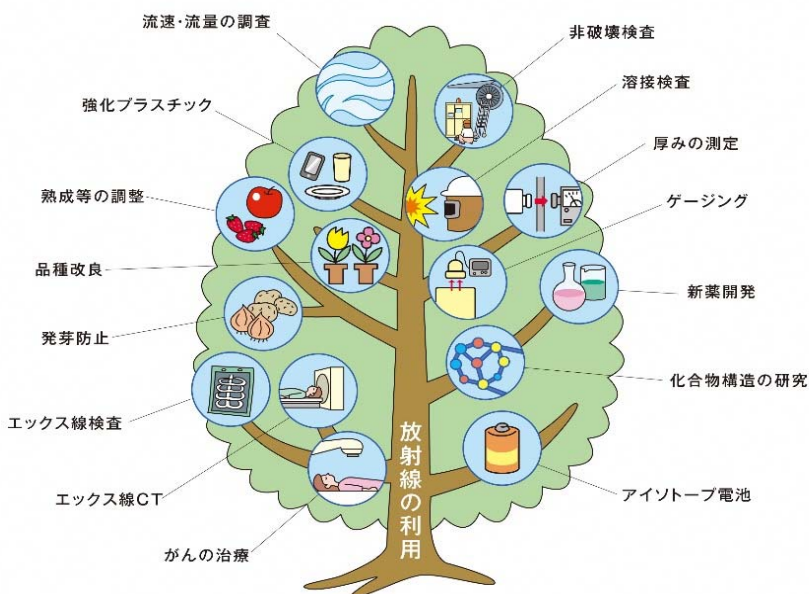 流速・流量の調査
強化プラスチック
熟成等の調整
品種改良
発芽防止
エックス線検査
エックス線CT
がんの治療
非破壊検査
溶接検査
厚みの測定
ゲージング
新薬開発
化合物構造の研究
アイソトープ電池
放射線の利用